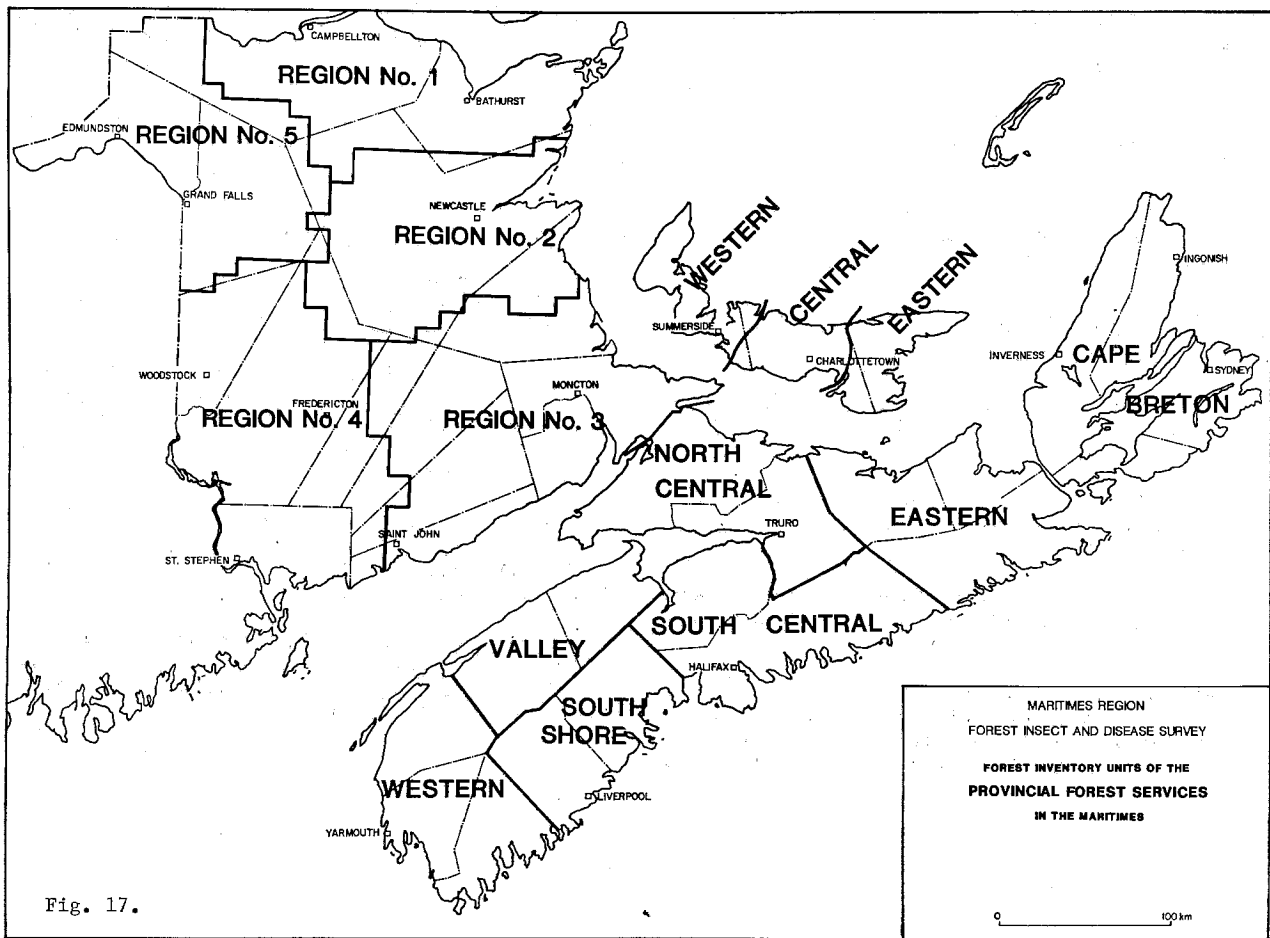 CAMPBELLTON
REGION No. 1
BATHURST
EDMUNDSTON
REGION No. 5
GRAND FALLS
NEWCASTLE
REGION No. 2
WESTERN
CENTRAL
EASTERN
SUMMERSIDE
CHARLOTTETOWN
INGONISH
INVERNESS
CAPE
BRETON
SYDNEY
WOODSTOCK
FREDERICTON
REGION No. 4
MONCTON
REGION No. 3
NORTH
CENTRAL
TRURO
EASTERN
SAINT JOHN
ST. STEPHEN
VALLEY
SOUTH CENTRAL
HALIFAX
SOUTH
SHORE
WESTERN
LIVERPOOL
YARMOUTH
MARITIMES REGION
FOREST INSECT AND DISEASE SURVEY
FOREST INVENTORY UNITS OF THE
PROVINCIAL FOREST SERVICES
IN THE MARITIMES
0 100 km
Fig. 17.